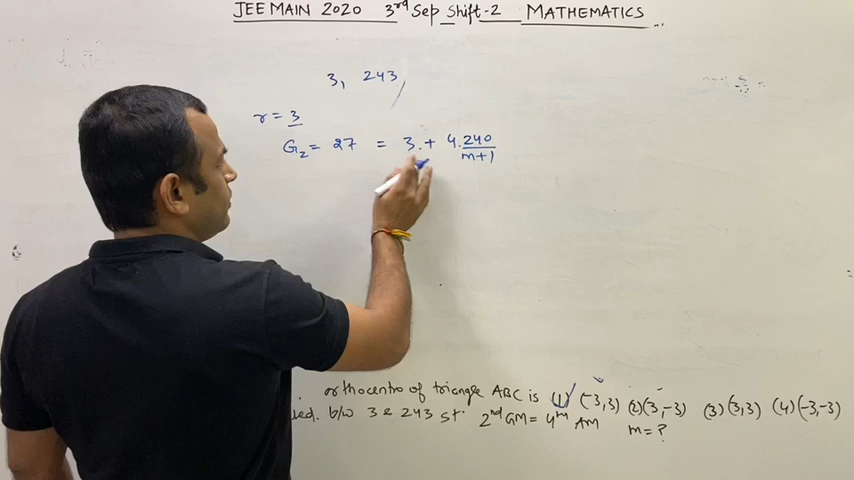 JEE MAIN 2020 3rd Sep Shift-2 MATHEMATICS
3, 243
r = 3
G2 = 27 = 3 + 4. 240/m+1
orthocentre of triangle ABC is (1) (-3,3) (2)(3,-3) (3)(3,3) (4)(-3,-3)
b/w 3 & 243 s.t. 2nd GM = 4th AM m=?